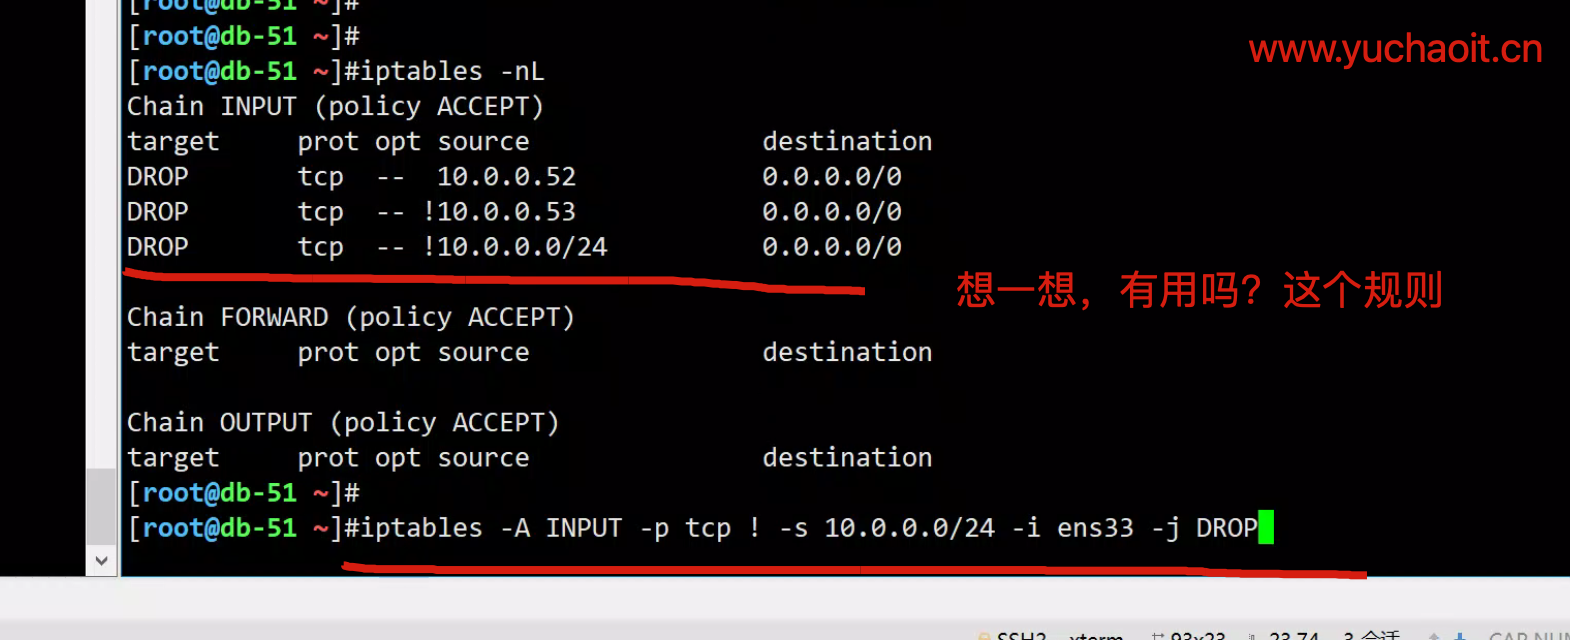 [root@db-51 ~]#
[root@db-51 ~]#
www.yuchaoit.cn
[root@db-51 ~]#iptables -nL
Chain INPUT (policy ACCEPT)
target     prot opt source               destination
DROP       tcp  --  10.0.0.52            0.0.0.0/0
DROP       tcp  -- !10.0.0.53            0.0.0.0/0
DROP       tcp  -- !10.0.0.0/24          0.0.0.0/0
想一想，有用吗？这个规则
Chain FORWARD (policy ACCEPT)
target     prot opt source               destination
Chain OUTPUT (policy ACCEPT)
target     prot opt source               destination
[root@db-51 ~]#
[root@db-51 ~]#iptables -A INPUT -p tcp ! -s 10.0.0.0/24 -i ens33 -j DROP
SSH2 xterm 93x23 23,74 3 会话 CAP NUM